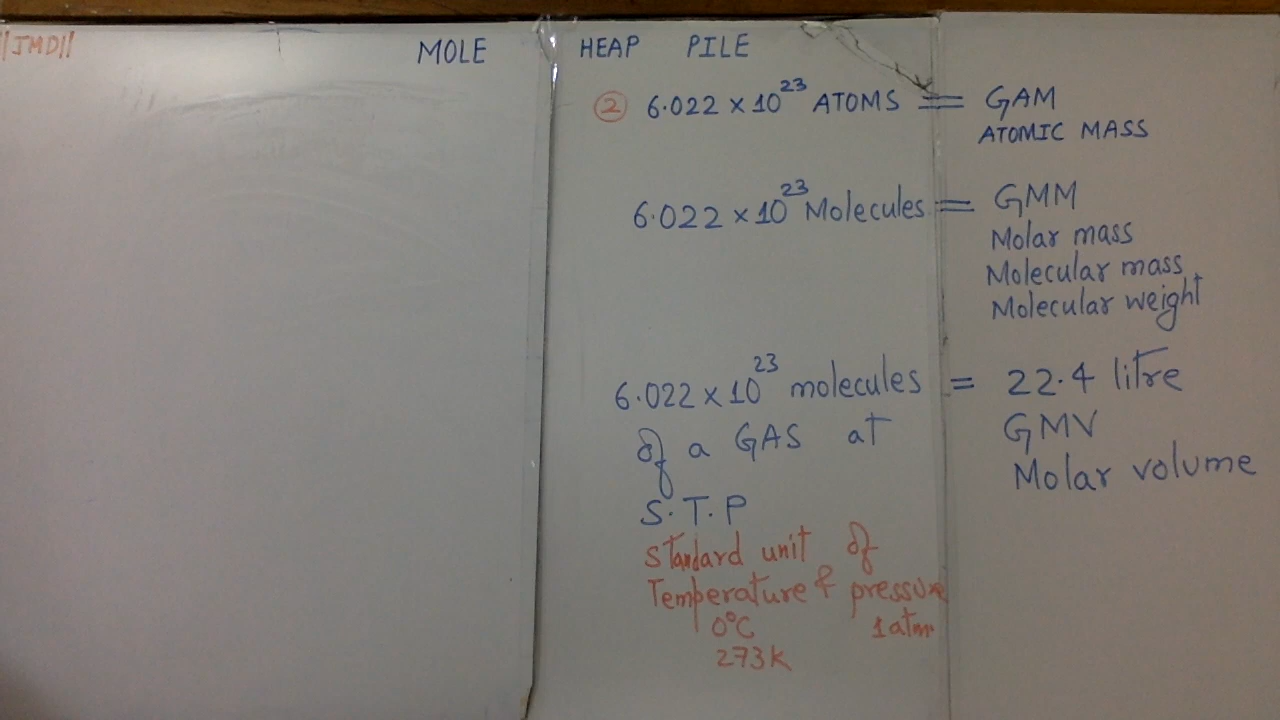 ||JMD||
MOLE HEAP PILE
② 6.022 × 10²³ ATOMS = GAM
ATOMIC MASS
6.022 × 10²³ Molecules = GMM
Molar mass
Molecular mass
Molecular weight
6.022 × 10²³ molecules = 22.4 litre
of a GAS at GMV
Molar volume
S.T.P
Standard unit of
Temperature & pressure
0°C 1 atm
273K